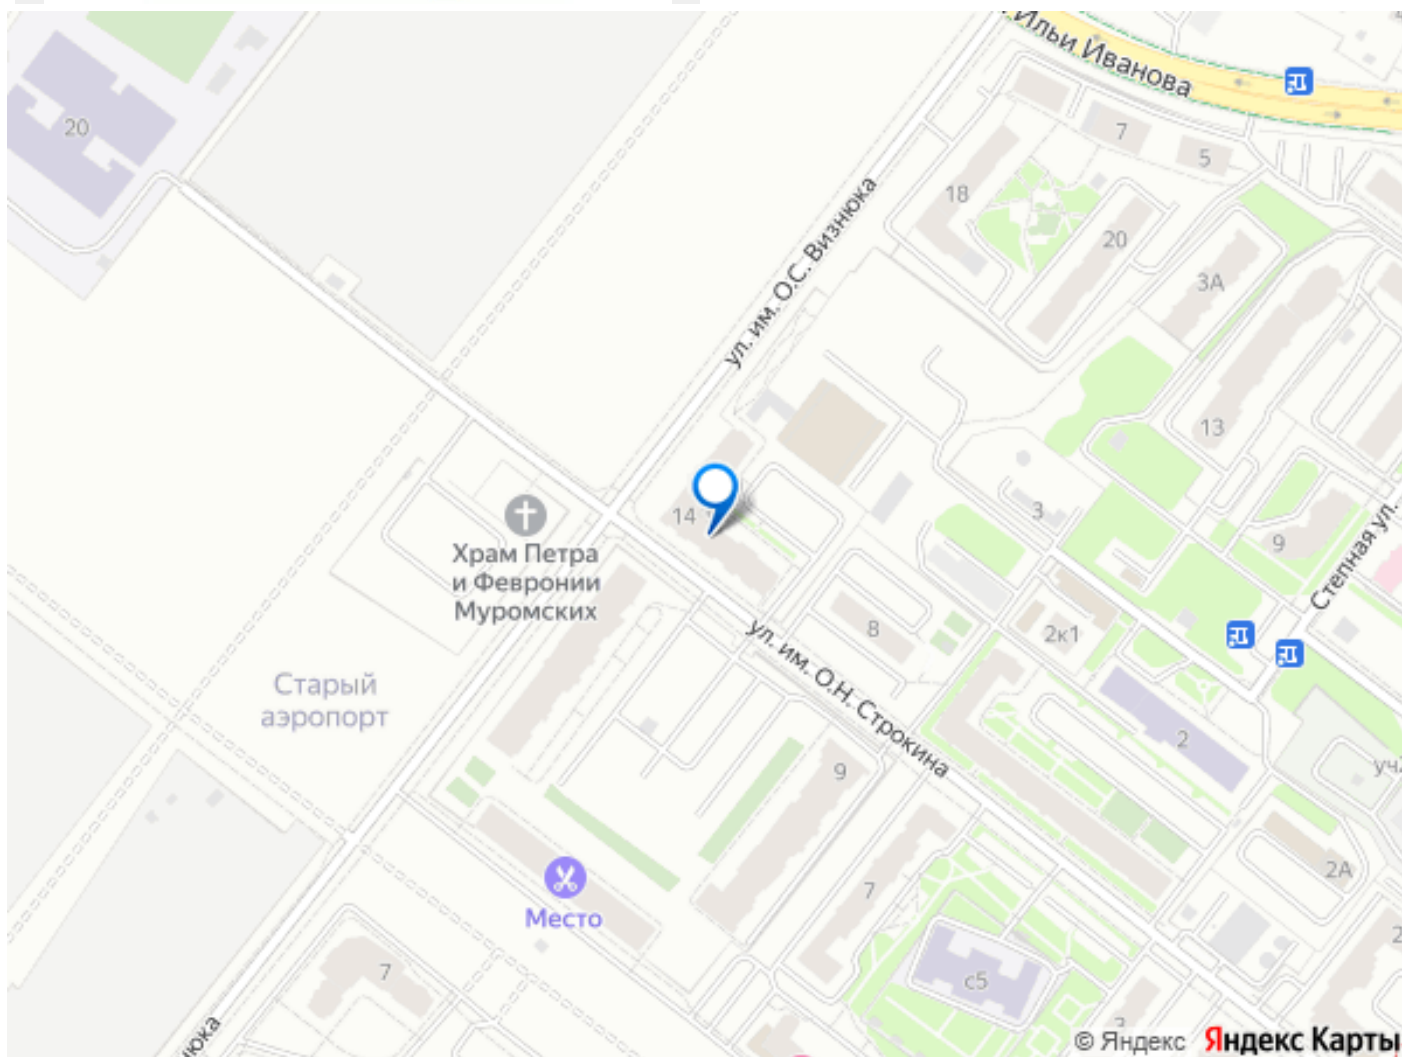 Ильи Иванова
20
7
5
18
20
3А
ул. им. О.С. Визнюка
13
14
3
9
Степная ул.
Храм Петра
и Февронии
Муромских
8
2к1
ул. им. О.Н. Строкина
Старый
аэропорт
2
9
уч
2А
7
Место
2
7
с5
© Яндекс Яндекс Карты